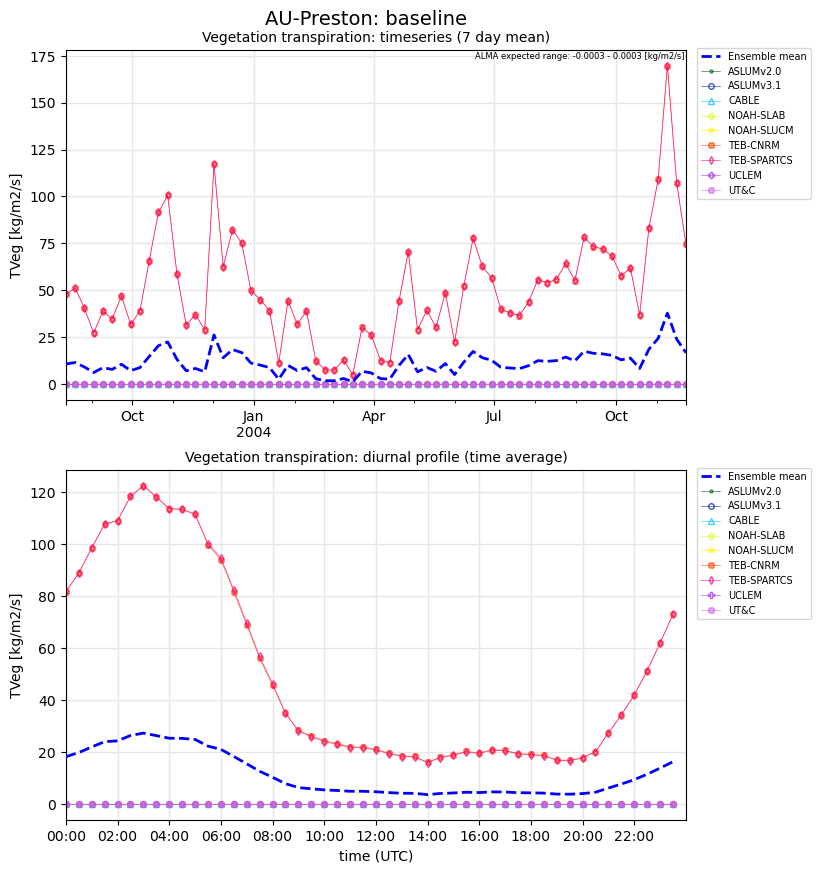 AU-Preston: baseline
Vegetation transpiration: timeseries (7 day mean)
ALMA expected range: -0.0003 - 0.0003 [kg/m2/s]
TVeg [kg/m2/s]
175
150
125
100
75
50
25
0
Oct
Jan
2004
Apr
Jul
Oct
Ensemble mean
ASLUMv2.0
ASLUMv3.1
CABLE
NOAH-SLAB
NOAH-SLUCM
TEB-CNRM
TEB-SPARTCS
UCLEM
UT&C
Vegetation transpiration: diurnal profile (time average)
TVeg [kg/m2/s]
120
100
80
60
40
20
0
00:00
02:00
04:00
06:00
08:00
10:00
12:00
14:00
16:00
18:00
20:00
22:00
time (UTC)
Ensemble mean
ASLUMv2.0
ASLUMv3.1
CABLE
NOAH-SLAB
NOAH-SLUCM
TEB-CNRM
TEB-SPARTCS
UCLEM
UT&C